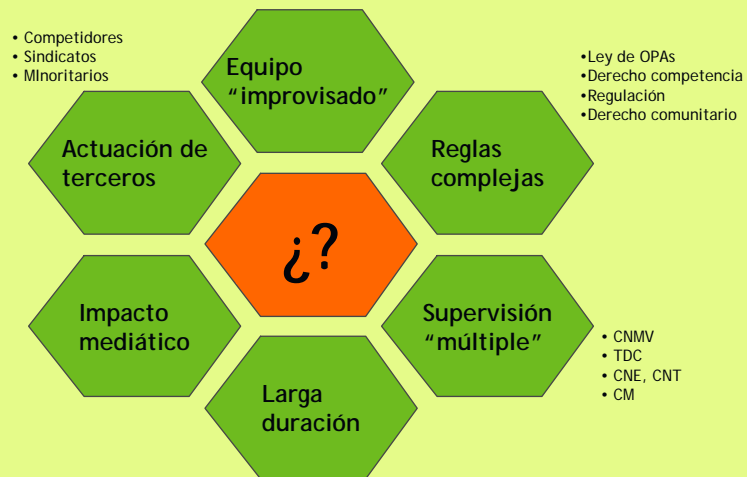 • Competidores
• Sindicatos
• MInoritarios
Equipo
“improvisado”
•Ley de OPAs
•Derecho competencia
•Regulación
•Derecho comunitario
Actuación de
terceros
Reglas
complejas
¿?
Impacto
mediático
Supervisión
“múltiple”
• CNMV
• TDC
• CNE, CNT
• CM
Larga
duración